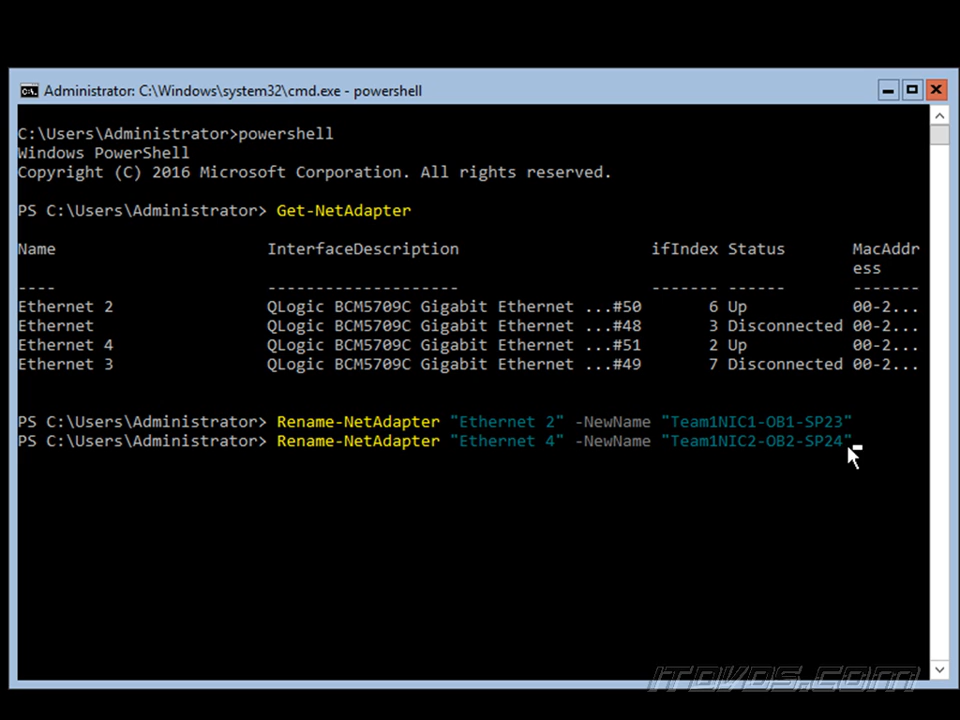 Administrator: C:\Windows\system32\cmd.exe - powershell
C:\Users\Administrator>powershell
Windows PowerShell
Copyright (C) 2016 Microsoft Corporation. All rights reserved.
PS C:\Users\Administrator> Get-NetAdapter
Name InterfaceDescription ifIndex Status MacAddr
ess
---- -------------------- ------- ------ -------
Ethernet 2 QLogic BCM5709C Gigabit Ethernet ...#50 6 Up 00-2...
Ethernet QLogic BCM5709C Gigabit Ethernet ...#48 3 Disconnected 00-2...
Ethernet 4 QLogic BCM5709C Gigabit Ethernet ...#51 2 Up 00-2...
Ethernet 3 QLogic BCM5709C Gigabit Ethernet ...#49 7 Disconnected 00-2...
PS C:\Users\Administrator> Rename-NetAdapter "Ethernet 2" -NewName "Team1NIC1-OB1-SP23"
PS C:\Users\Administrator> Rename-NetAdapter "Ethernet 4" -NewName "Team1NIC2-OB2-SP24"
ITDVDS.COM